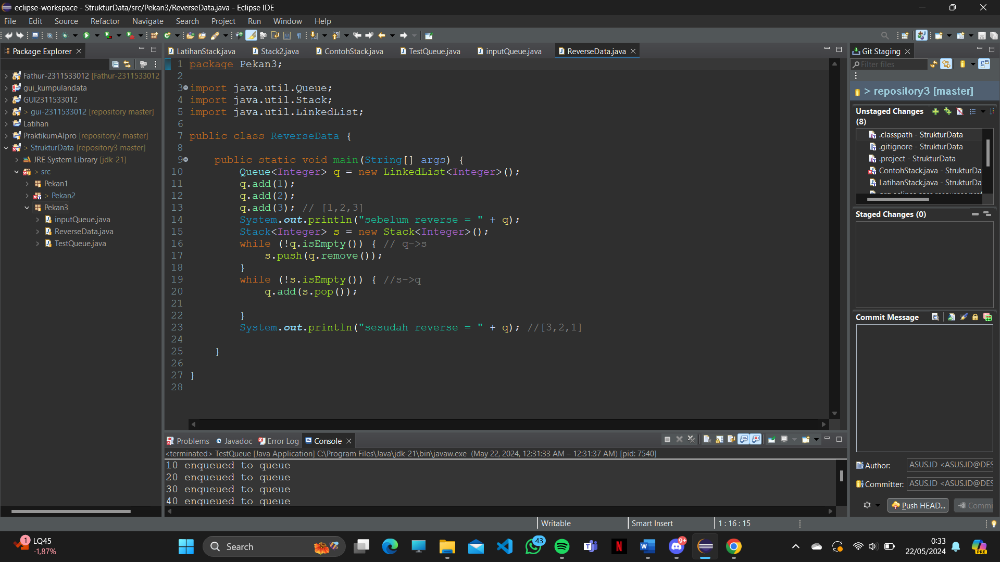 eclipse-workspace - StrukturData/src/Pekan3/ReverseData.java - Eclipse IDE
File Edit Source Refactor Navigate Search Project Run Window Help
Package Explorer
Fathur-2311533012 [Fathur-2311533012
gui_kumpulandata
GUI2311533012
> gui-2311533012 [repository master]
Latihan
PraktikumAlpro [repository2 master]
> StrukturData [repository3 master]
JRE System Library [jdk-21]
> src
Pekan1
> Pekan2
Pekan3
inputQueue.java
ReverseData.java
TestQueue.java
LatihanStack.java Stack2.java ContohStack.java TestQueue.java inputQueue.java ReverseData.java
1 package Pekan3;
2
3 import java.util.Queue;
4 import java.util.Stack;
5 import java.util.LinkedList;
6
7 public class ReverseData {
8
9 public static void main(String[] args) {
10 Queue<Integer> q = new LinkedList<Integer>();
11 q.add(1);
12 q.add(2);
13 q.add(3); // [1,2,3]
14 System.out.println("sebelum reverse = " + q);
15 Stack<Integer> s = new Stack<Integer>();
16 while (!q.isEmpty()) { // q->s
17 s.push(q.remove());
18 }
19 while (!s.isEmpty()) { //s->q
20 q.add(s.pop());
21
22 }
23 System.out.println("sesudah reverse = " + q); //[3,2,1]
24
25 }
26
27 }
28
Problems Javadoc Error Log Console
<terminated> TestQueue [Java Application] C:\Program Files\Java\jdk-21\bin\javaw.exe (May 22, 2024, 12:31:33 AM – 12:31:37 AM) [pid: 7540]
10 enqueued to queue
20 enqueued to queue
30 enqueued to queue
40 enqueued to queue
Git Staging
Filter files
> repository3 [master]
Unstaged Changes
(8)
.classpath - StrukturData
.gitignore - StrukturData
.project - StrukturData
ContohStack.java - StrukturDa
LatihanStack.java - StrukturDa
Staged Changes (0)
Commit Message
Author: ASUS.ID <ASUS.ID@DES
Committer: ASUS.ID <ASUS.ID@DES
Push HEAD... Commi
Writable Smart Insert 1 : 16 : 15
1 LQ45
-1,87%
Search
43
9+
PRE
0:33
22/05/2024